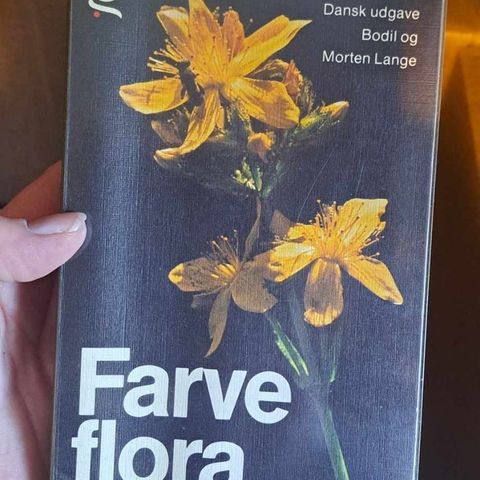 Dansk udgave
Bodil og
Morten Lange
Farve
flora